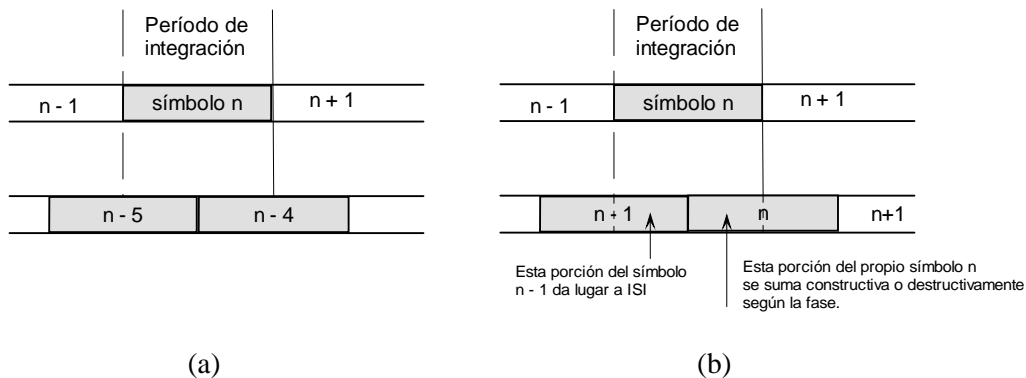 Período de
integración
n - 1
símbolo n
n + 1
n - 5
n - 4
(a)
Período de
integración
n - 1
símbolo n
n + 1
n - 1
n
n+1
Esta porción del símbolo
n - 1 da lugar a ISI
Esta porción del propio símbolo n
se suma constructiva o destructivamente
según la fase.
(b)